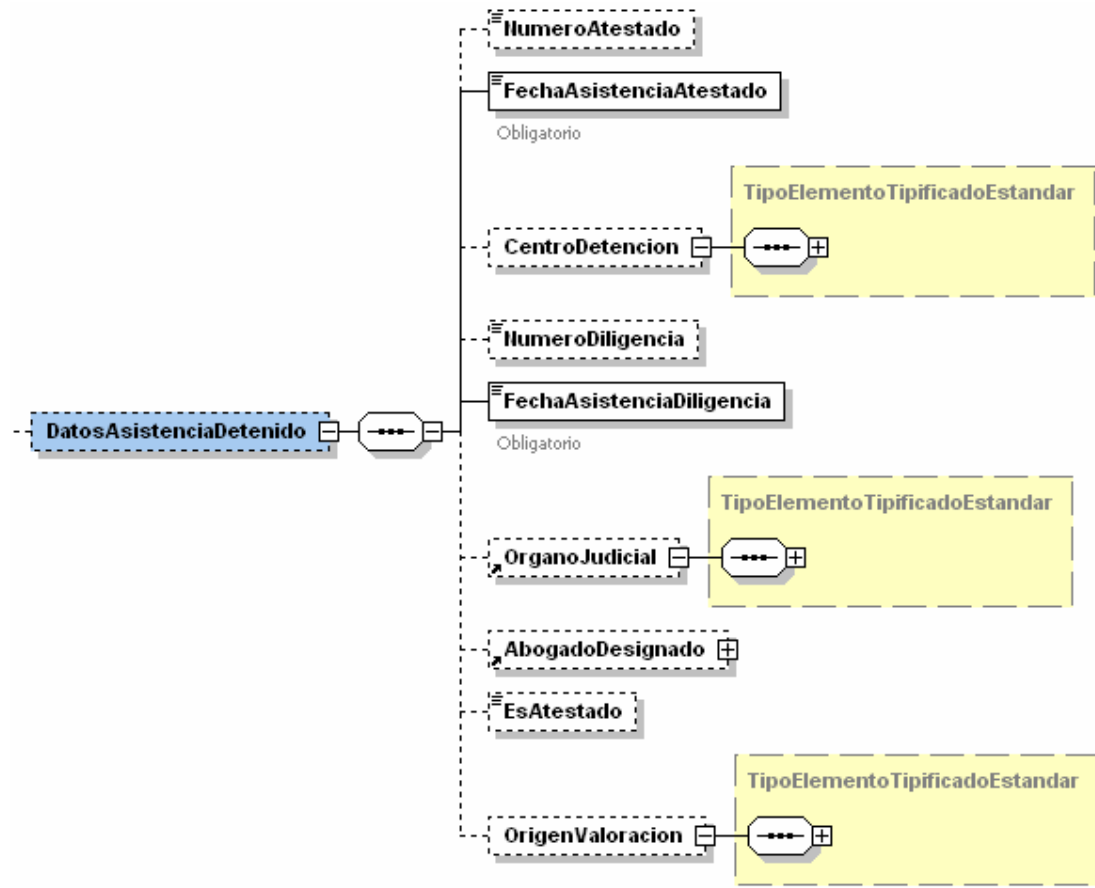 NumeroAtestado
FechaAsistenciaAtestado
Obligatorio
TipoElementoTipificadoEstandar
CentroDetencion
NumeroDiligencia
FechaAsistenciaDiligencia
DatosAsistenciaDetenido
Obligatorio
TipoElementoTipificadoEstandar
OrganoJudicial
AbogadoDesignado
EsAtestado
TipoElementoTipificadoEstandar
OrigenValoracion